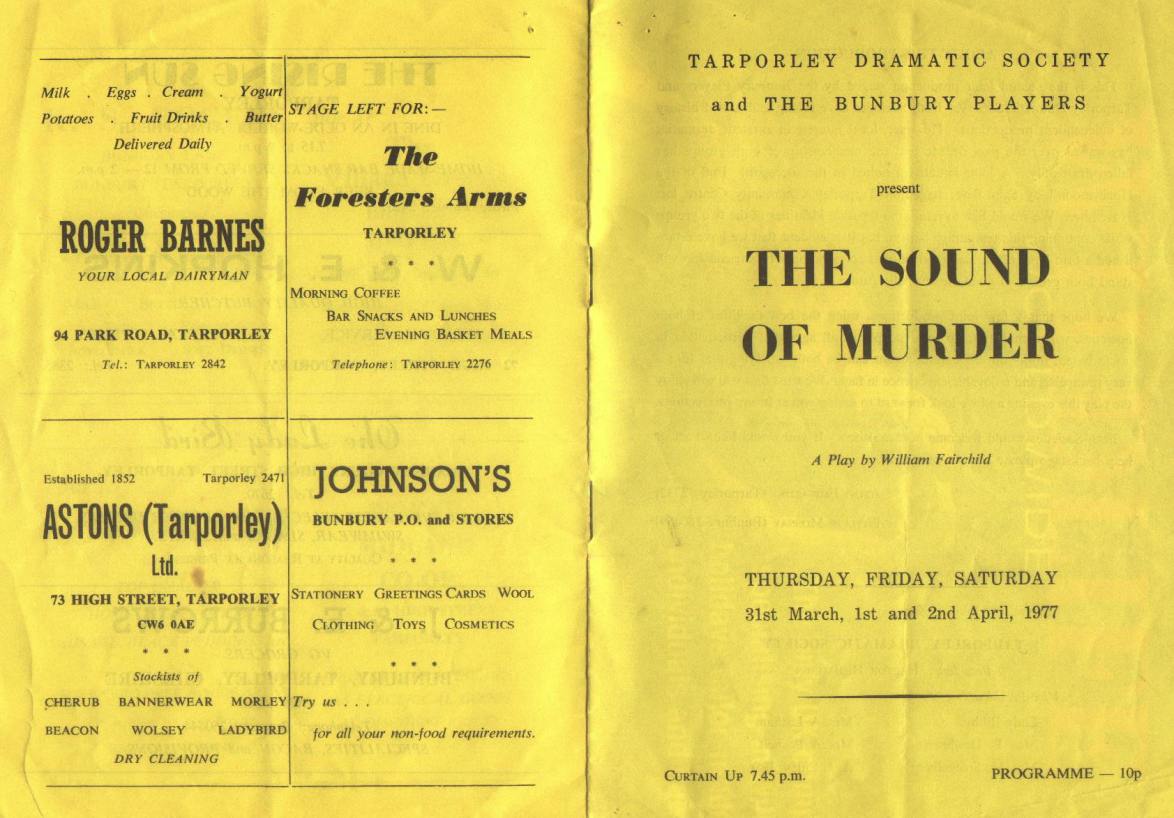 Milk . Eggs . Cream . Yogurt
Potatoes . Fruit Drinks . Butter
Delivered Daily
ROGER BARNES
YOUR LOCAL DAIRYMAN
94 PARK ROAD, TARPORLEY
Tel.: TARPORLEY 2842
STAGE LEFT FOR:—
The
Foresters Arms
TARPORLEY
* * *
MORNING COFFEE
BAR SNACKS AND LUNCHES
EVENING BASKET MEALS
Telephone: TARPORLEY 2276
Established 1852 Tarporley 2471
ASTONS (Tarporley)
Ltd.
73 HIGH STREET, TARPORLEY
CW6 0AE
* * *
Stockists of
CHERUB BANNERWEAR MORLEY
BEACON WOLSEY LADYBIRD
DRY CLEANING
JOHNSON'S
BUNBURY P.O. and STORES
* * *
STATIONERY GREETINGS CARDS WOOL
CLOTHING TOYS COSMETICS
* * *
Try us . . .
for all your non-food requirements.
TARPORLEY DRAMATIC SOCIETY
and THE BUNBURY PLAYERS
present
THE SOUND
OF MURDER
A Play by William Fairchild
THURSDAY, FRIDAY, SATURDAY
31st March, 1st and 2nd April, 1977
CURTAIN UP 7.45 p.m. PROGRAMME — 10p